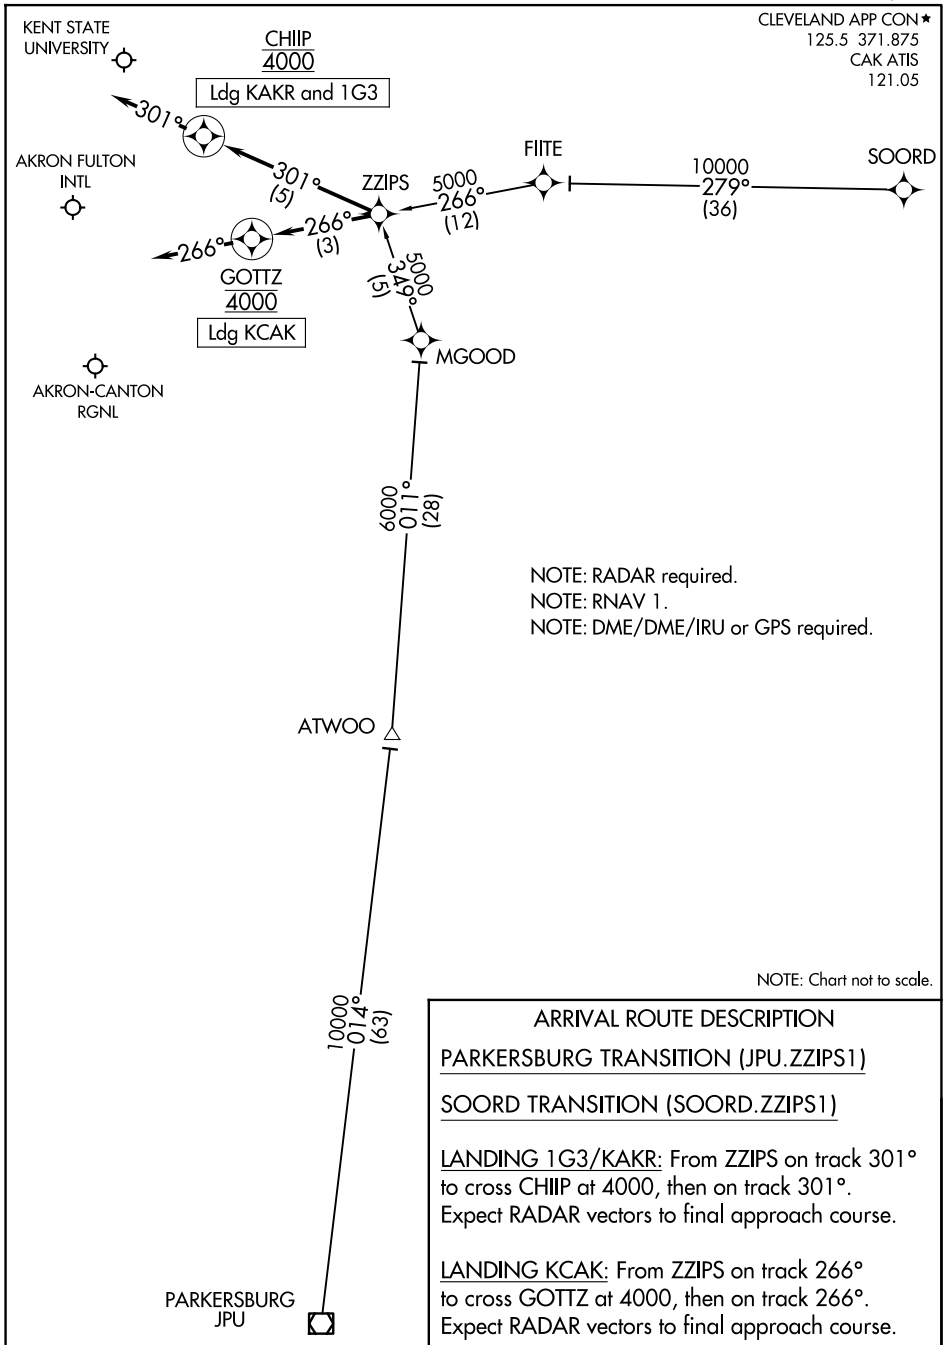 KENT STATE
UNIVERSITY
CHIIP
4000
Ldg KAKR and 1G3
CLEVELAND APP CON ★
125.5 371.875
CAK ATIS
121.05
301°
AKRON FULTON
INTL
301°
(5)
ZZIPS
FIITE
5000
266°
(12)
10000
279°
(36)
SOORD
266°
(3)
266°
GOTTZ
4000
Ldg KCAK
5000
349°
(5)
MGOOD
AKRON-CANTON
RGNL
6000
011°
(28)
NOTE: RADAR required.
NOTE: RNAV 1.
NOTE: DME/DME/IRU or GPS required.
ATWOO
NOTE: Chart not to scale.
10000
014°
(63)
PARKERSBURG
JPU
ARRIVAL ROUTE DESCRIPTION
PARKERSBURG TRANSITION (JPU.ZZIPS1)
SOORD TRANSITION (SOORD.ZZIPS1)
LANDING 1G3/KAKR: From ZZIPS on track 301°
to cross CHIIP at 4000, then on track 301°.
Expect RADAR vectors to final approach course.
LANDING KCAK: From ZZIPS on track 266°
to cross GOTTZ at 4000, then on track 266°.
Expect RADAR vectors to final approach course.